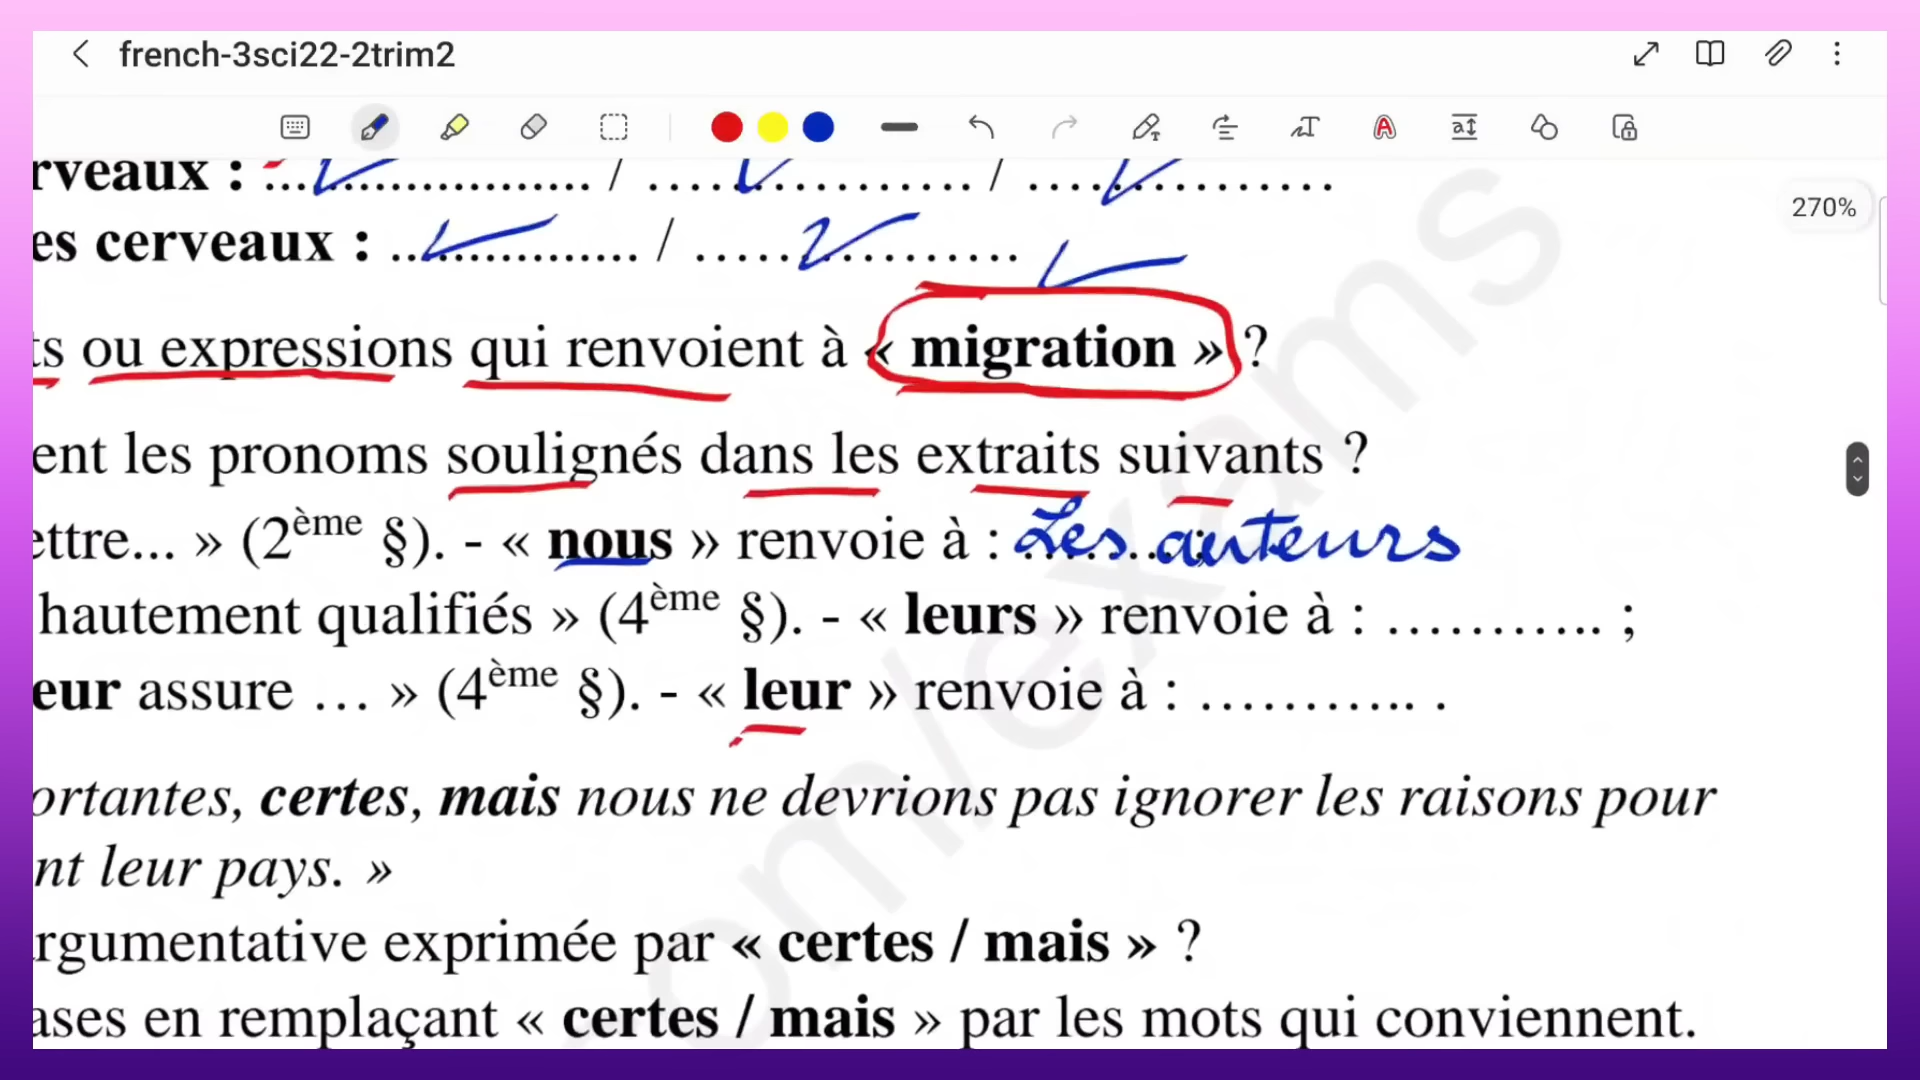 french-3sci22-2trim2
270%
rveaux : ........................ / ...................... / .....................
es cerveaux : .................. / ......................
ts ou expressions qui renvoient à « migration » ?
ent les pronoms soulignés dans les extraits suivants ?
ettre... » (2ème §). - « nous » renvoie à : Les auteurs
hautement qualifiés » (4ème §). - « leurs » renvoie à : ……….. ;
eur assure … » (4ème §). - « leur » renvoie à : ……….. .
ortantes, certes, mais nous ne devrions pas ignorer les raisons pour
nt leur pays. »
rgumentative exprimée par « certes / mais » ?
ases en remplaçant « certes / mais » par les mots qui conviennent.
om/exams